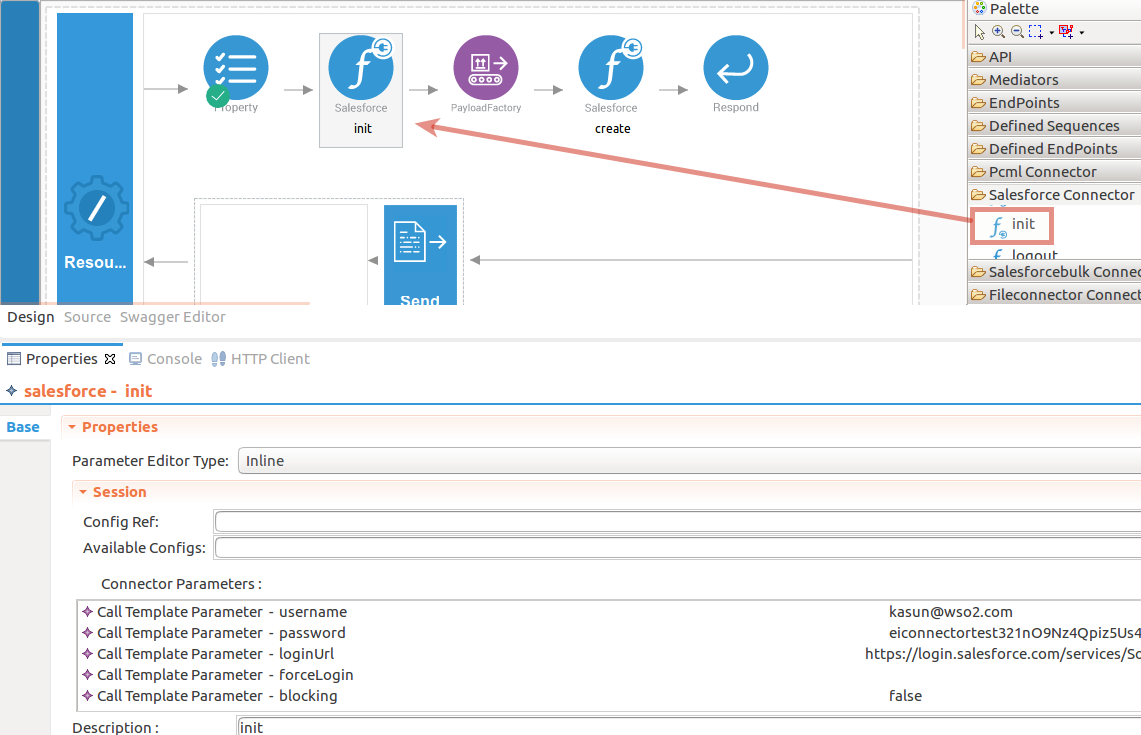 Palette
API
Mediators
EndPoints
Defined Sequences
Defined EndPoints
Pcml Connector
Salesforce Connector
init
logout
Salesforcebulk Connec
Fileconnector Connect
Property
Salesforce
init
PayloadFactory
Salesforce
create
Respond
Resou...
Send
Design Source Swagger Editor
Properties Console HTTP Client
salesforce - init
Base
Properties
Parameter Editor Type: Inline
Session
Config Ref:
Available Configs:
Connector Parameters :
Call Template Parameter - username kasun@wso2.com
Call Template Parameter - password eiconnectortest321nO9Nz4Qpiz5Us4
Call Template Parameter - loginUrl https://login.salesforce.com/services/So
Call Template Parameter - forceLogin
Call Template Parameter - blocking false
Description : init